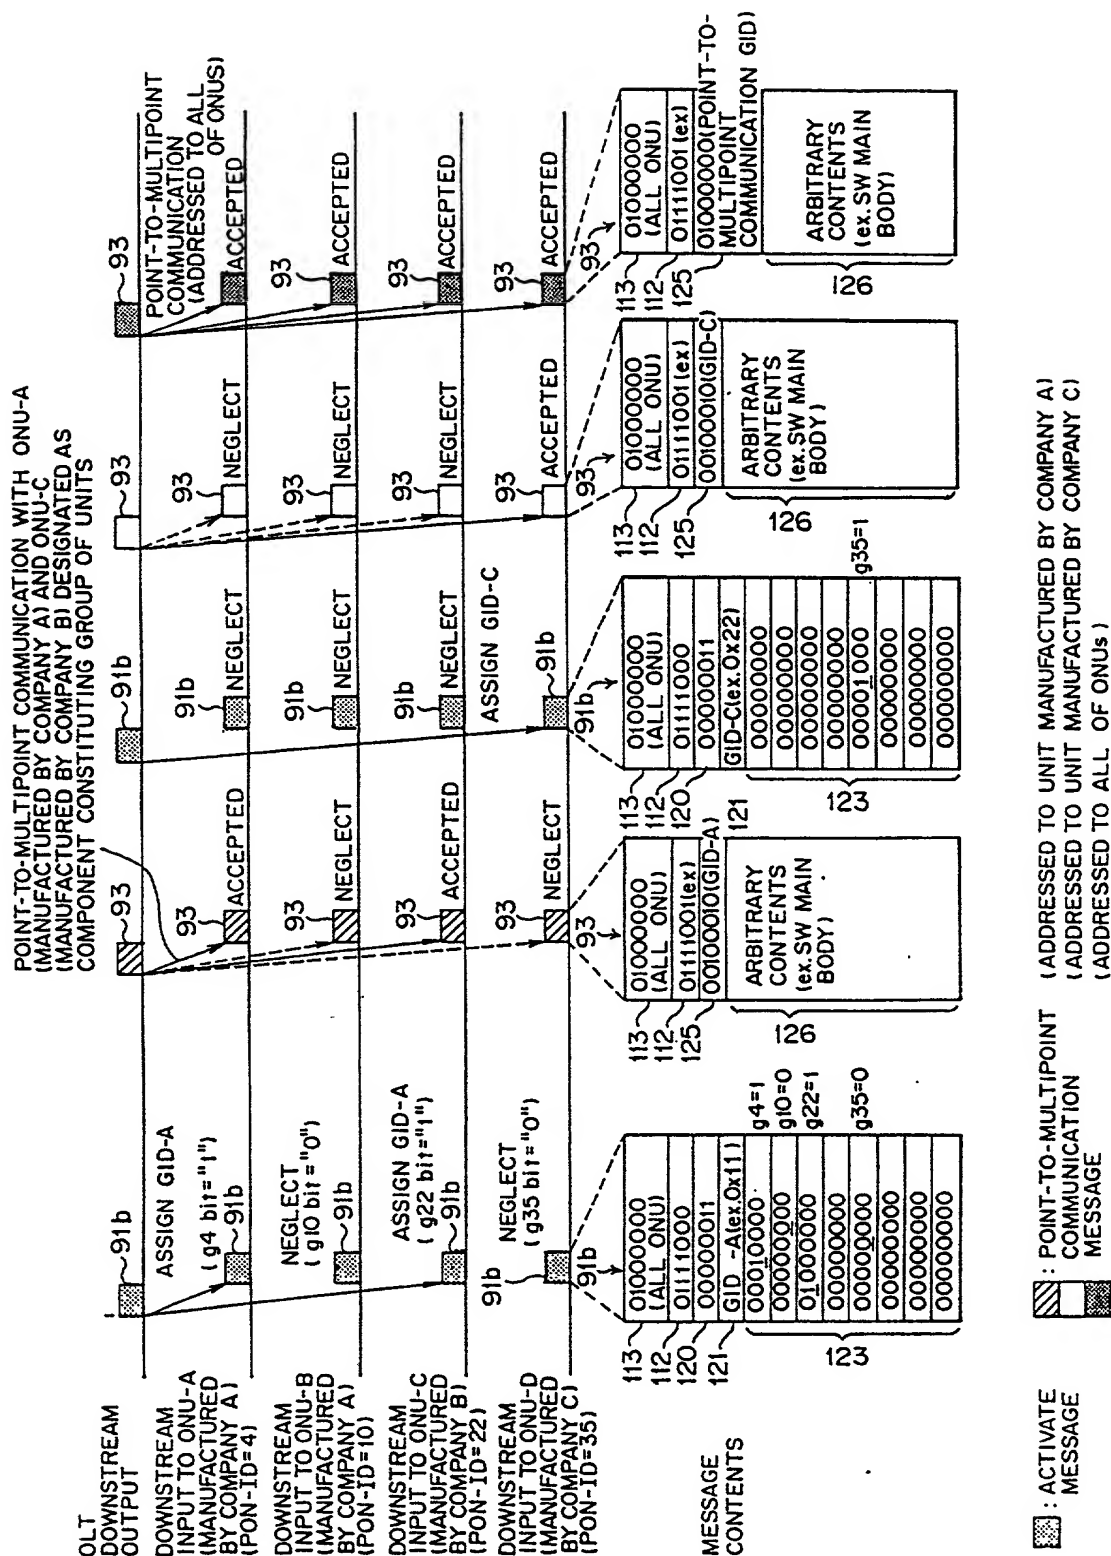 POINT-TO-MULTIPOINT COMMUNICATION WITH ONU-A
(MANUFACTURED BY COMPANY A) AND ONU-C
(MANUFACTURED BY COMPANY B) DESIGNATED AS
COMPONENT CONSTITUTING GROUP OF UNITS
OLT
DOWNSTREAM
OUTPUT
91b
93
91b
93
93
POINT-TO-MULTIPOINT
COMMUNICATION
(ADDRESSED TO ALL
OF ONUS)
DOWNSTREAM
INPUT TO ONU-A
(MANUFACTURED
BY COMPANY A)
(PON-ID=4)
ASSIGN GID-A
(g4 bit="1")
91b
93
ACCEPTED
91b
NEGLECT
93
NEGLECT
93
ACCEPTED
DOWNSTREAM
INPUT TO ONU-B
(MANUFACTURED
BY COMPANY A)
(PON-ID=10)
NEGLECT
(g10 bit="0")
91b
93
NEGLECT
91b
NEGLECT
93
NEGLECT
93
ACCEPTED
DOWNSTREAM
INPUT TO ONU-C
(MANUFACTURED
BY COMPANY B)
(PON-ID=22)
ASSIGN GID-A
(g22 bit="1")
91b
93
ACCEPTED
91b
NEGLECT
93
NEGLECT
93
ACCEPTED
DOWNSTREAM
INPUT TO ONU-D
(MANUFACTURED
BY COMPANY C)
(PON-ID=35)
NEGLECT
(g35 bit="0")
91b
93
NEGLECT
ASSIGN GID-C
91b
93
ACCEPTED
93
ACCEPTED
MESSAGE
CONTENTS
91b
113
01000000
(ALL ONU)
112
01111000
120
00000011
121
GID -A(ex.0x11)
00010000
g4=1
00000000
g10=0
01000000
g22=1
00000000
00000000
g35=0
00000000
00000000
00000000
123
93
113
01000000
(ALL ONU)
112
01111001(ex)
125
00100001(GID-A)
ARBITRARY
CONTENTS
(ex.SW MAIN
BODY)
126
91b
113
01000000
(ALL ONU)
112
01111000
120
00000011
121
GID-C(ex.0x22)
00000000
00000000
00000000
00000000
00001000
g35=1
00000000
00000000
00000000
123
93
113
01000000
(ALL ONU)
112
01111001(ex)
125
00100010(GID-C)
ARBITRARY
CONTENTS
(ex.SW MAIN
BODY)
126
93
113
01000000
(ALL ONU)
112
01111001(ex)
125
01000000(POINT-TO-
MULTIPOINT
COMMUNICATION GID)
ARBITRARY
CONTENTS
(ex.SW MAIN
BODY)
126
: ACTIVATE
MESSAGE
: POINT-TO-MULTIPOINT
COMMUNICATION
MESSAGE
(ADDRESSED TO UNIT MANUFACTURED BY COMPANY A)
(ADDRESSED TO UNIT MANUFACTURED BY COMPANY C)
(ADDRESSED TO ALL OF ONUs )